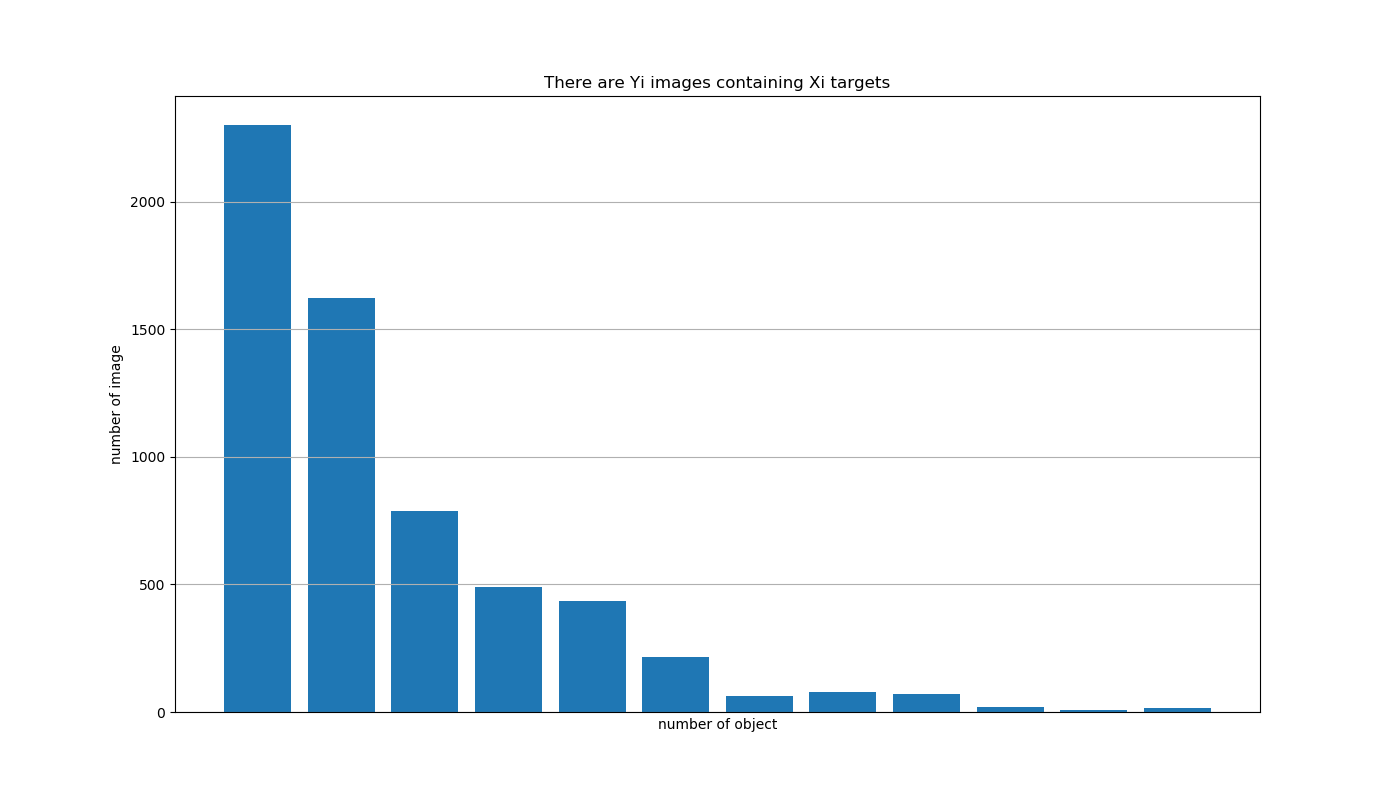 There are Yi images containing Xi targets
2000
1500
1000
500
0
number of image
number of object